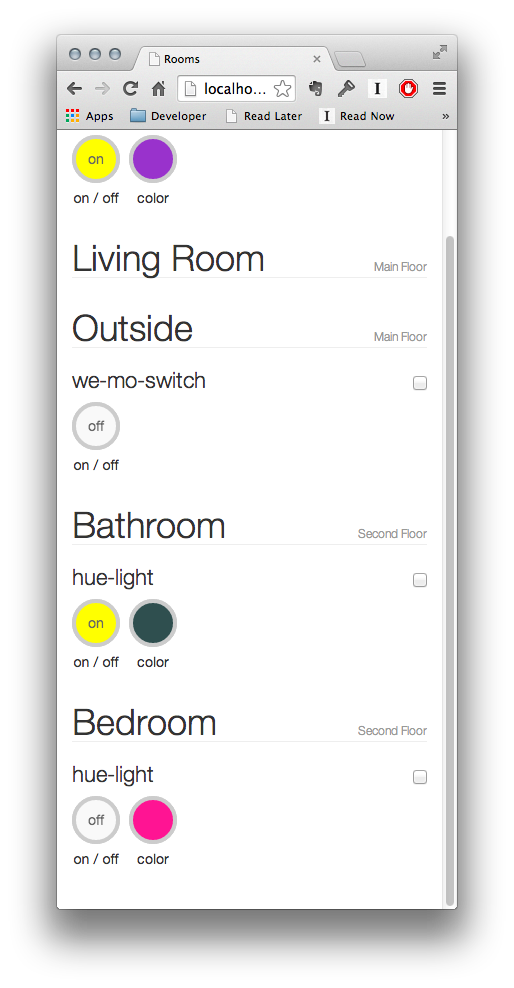 Rooms
localho...
Apps
Developer
Read Later
I
Read Now
»
on
on / off
color
Living Room
Main Floor
Outside
Main Floor
we-mo-switch
off
on / off
Bathroom
Second Floor
hue-light
on
on / off
color
Bedroom
Second Floor
hue-light
off
on / off
color